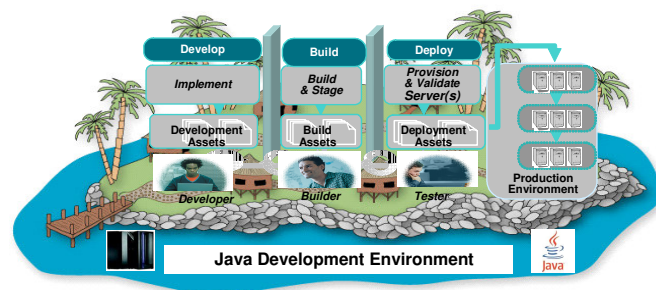 Develop
Build
Deploy
Implement
Build
& Stage
Provision
& Validate
Server(s)
Development
Assets
Build
Assets
Deployment
Assets
Production
Environment
Developer
Builder
Tester
Java Development Environment
Java